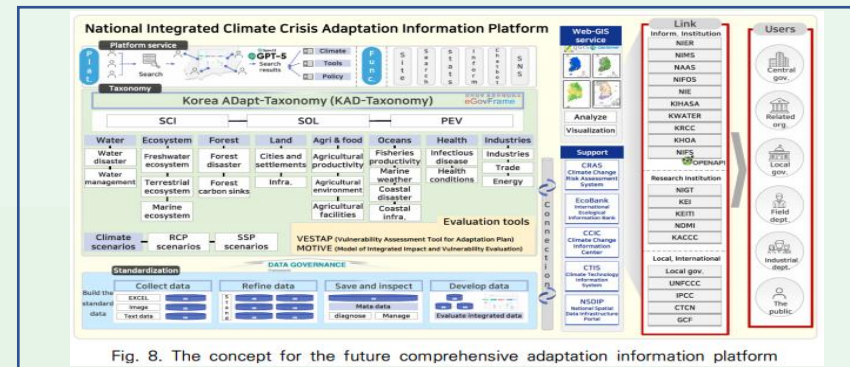 National Integrated Climate Crisis Adaptation Information Platform
Platform service
Plat.
Search
GPT-5
Search results
Climate
Tools
Policy
Func.
Site
Search
stats
Inform
Chatbot
SNS
Taxonomy
Korea ADapt-Taxonomy (KAD-Taxonomy)
eGovFrame
SCI
SOL
PEV
Water
Ecosystem
Forest
Land
Agri & food
Oceans
Health
Industries
Water disaster
Water management
Freshwater ecosystem
Terrestrial ecosystem
Marine ecosystem
Forest disaster
Forest carbon sinks
Cities and settlements
Infra.
Agricultural productivity
Agricultural environment
Agricultural facilities
Fisheries productivity
Marine weather
Coastal disaster
Coastal infra.
Infectious disease
Health conditions
Industries
Trade
Energy
Climate scenarios
RCP scenarios
SSP scenarios
Evaluation tools
VESTAP (Vulnerability Assessment Tool for Adaptation Plan)
MOTIVE (Model of Integrated Impact and Vulnerability Evaluation)
DATA GOVERNANCE
Standardization
Build the standard data
Collect data
EXCEL
Image
Text data
Refine data
Save and inspect
Mata data
diagnose
Manage
Develop data
Evaluate integrated data
Connection
Web-GIS service
Analyze
Visualization
Support
CRAS
Climate Change Risk Assessment System
EcoBank
International Ecological Information Bank
CCIC
Climate Change Information Center
CTIS
Climate Technology Information System
NSDIP
National Spatial Data Infrastructure Portal
Link
Inform. Institution
NIER
NIMS
NAAS
NIFOS
NIE
KIHASA
KWATER
KRCC
KHOA
NIFS
OPENAPI
Research Institution
NIGT
KEI
KEITI
NDMI
KACCC
Local, International
Local gov.
UNFCCC
IPCC
CTCN
GCF
Users
Central gov.
Related org.
Local gov.
Field dept.
Industrial dept.
The public
Fig. 8. The concept for the future comprehensive adaptation information platform